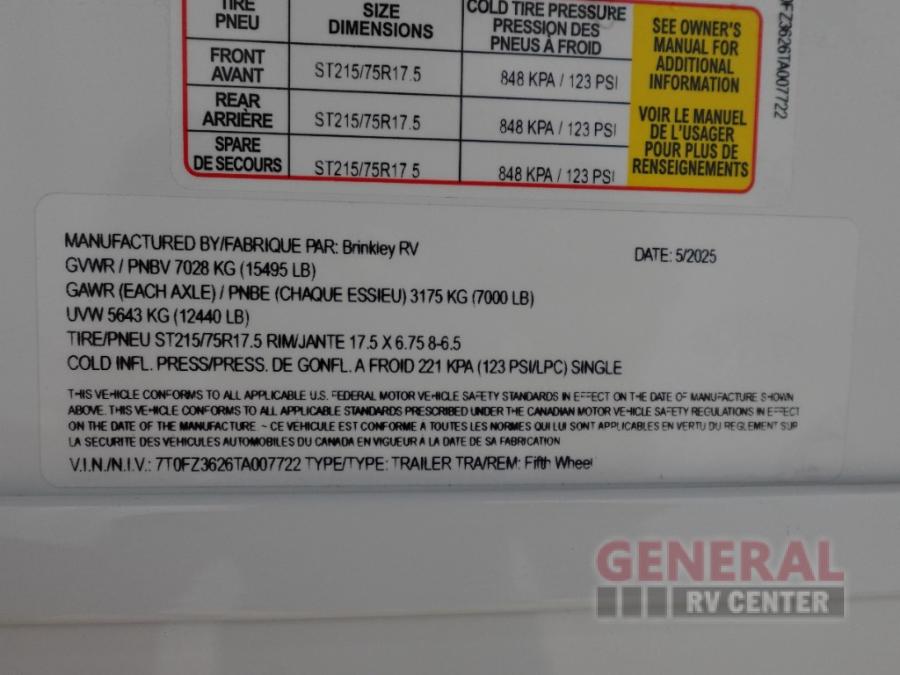 TIRE SIZE COLD TIRE PRESSURE
PNEU DIMENSIONS PRESSION DES
PNEUS À FROID
FRONT
AVANT ST215/75R17.5 848 KPA / 123 PSI
REAR
ARRIÈRE ST215/75R17.5 848 KPA / 123 PSI
SPARE
DE SECOURS ST215/75R17.5 848 KPA / 123 PSI
SEE OWNER'S
MANUAL FOR
ADDITIONAL
INFORMATION
VOIR LE MANUEL
DE L'USAGER
POUR PLUS DE
RENSEIGNEMENTS
0FZ3626TA007722
MANUFACTURED BY/FABRIQUE PAR: Brinkley RV DATE: 5/2025
GVWR / PNBV 7028 KG (15495 LB)
GAWR (EACH AXLE) / PNBE (CHAQUE ESSIEU) 3175 KG (7000 LB)
UVW 5643 KG (12440 LB)
TIRE/PNEU ST215/75R17.5 RIM/JANTE 17.5 X 6.75 8-6.5
COLD INFL. PRESS/PRESS. DE GONFL. A FROID 221 KPA (123 PSI/LPC) SINGLE
THIS VEHICLE CONFORMS TO ALL APPLICABLE U.S. FEDERAL MOTOR VEHICLE SAFETY STANDARDS IN EFFECT ON THE DATE OF MANUFACTURE SHOWN
ABOVE. THIS VEHICLE CONFORMS TO ALL APPLICABLE STANDARDS PRESCRIBED UNDER THE CANADIAN MOTOR VEHICLE SAFETY REGULATIONS IN EFFECT
ON THE DATE OF THE MANUFACTURE ~ CE VEHICULE EST CONFORME A TOUTES LES NORMES QUI LUI SONT APPLICABLES EN VERTU DU REGLEMENT SUR
LA SECURITE DES VEHICULES AUTOMOBILES DU CANADA EN VIGUEUR A LA DATE DE SA FABRICATION
V.I.N./N.I.V.: 7T0FZ3626TA007722 TYPE/TYPE: TRAILER TRA/REM: Fifth Wheel
GENERAL
RV CENTER